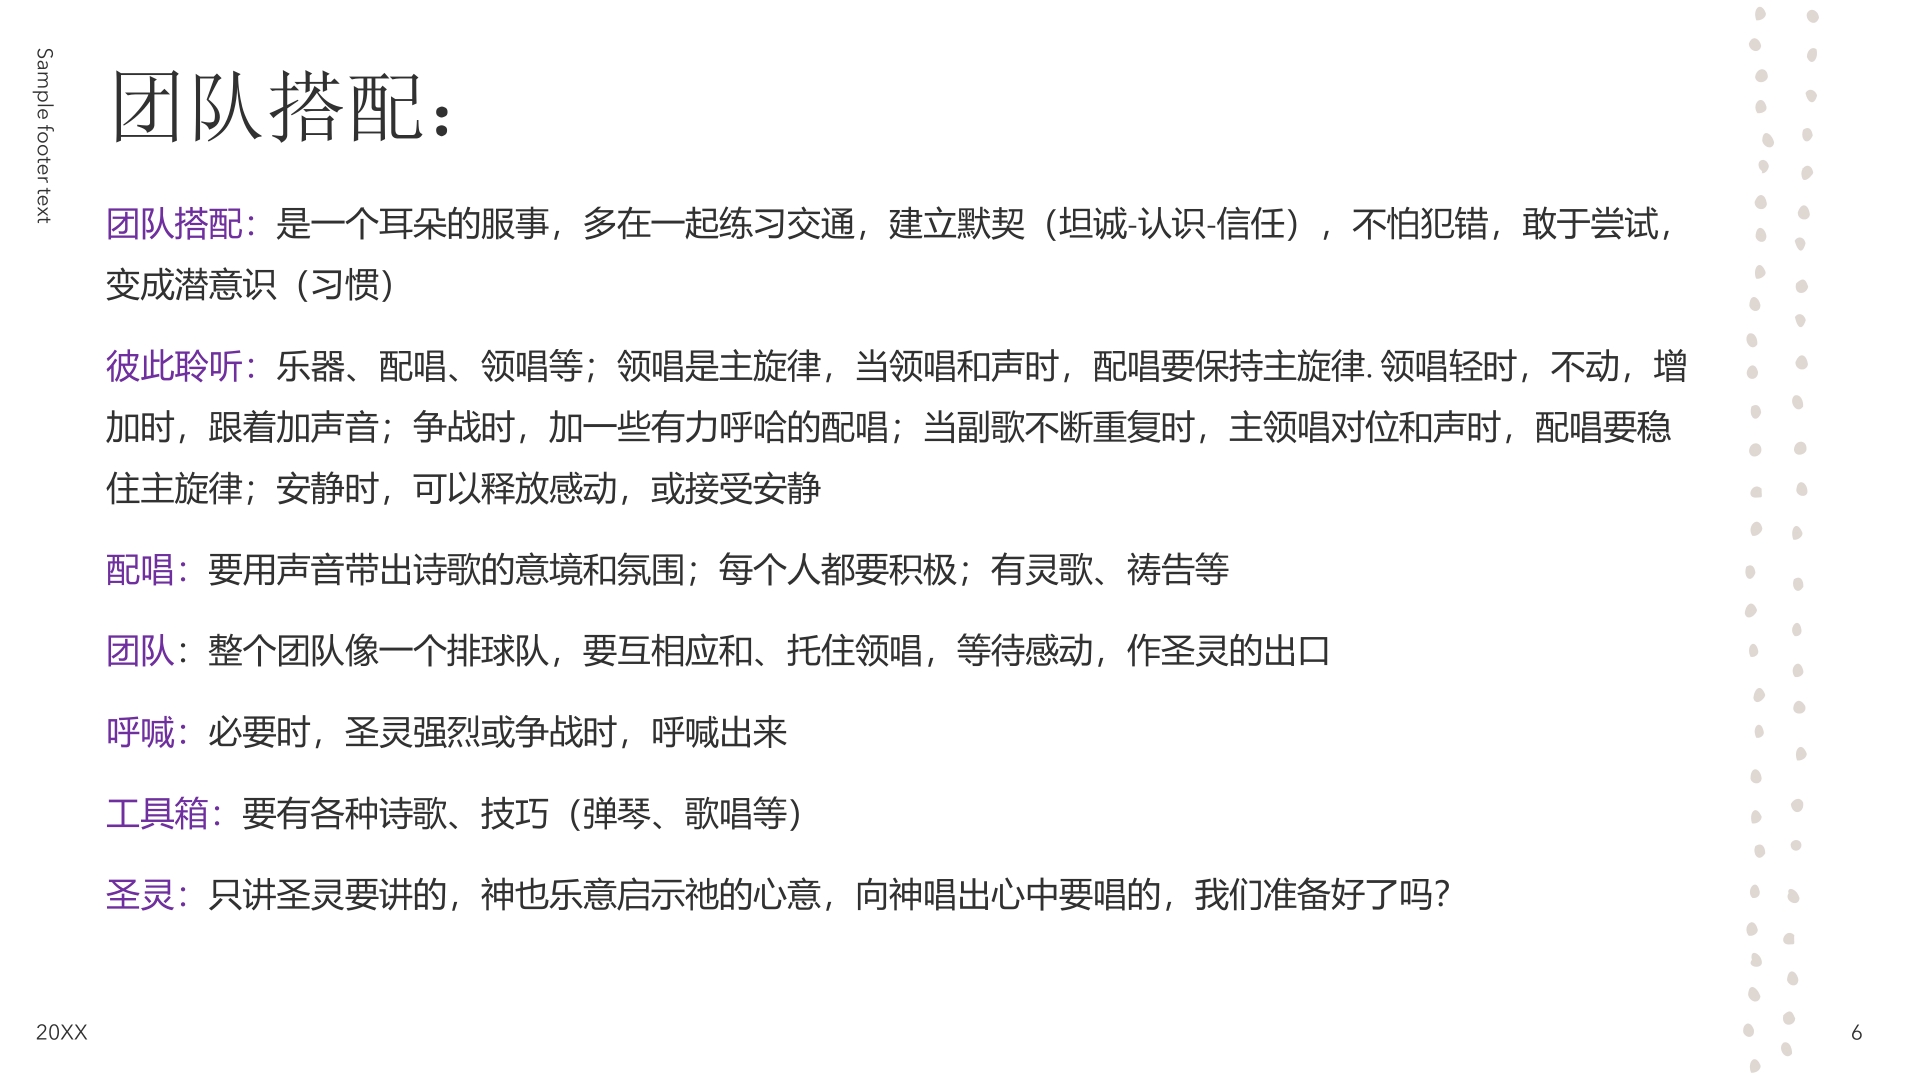 Sample footer text
团队搭配：
团队搭配：是一个耳朵的服事，多在一起练习交通，建立默契（坦诚-认识-信任），不怕犯错，敢于尝试，
变成潜意识（习惯）
彼此聆听：乐器、配唱、领唱等；领唱是主旋律，当领唱和声时，配唱要保持主旋律. 领唱轻时，不动，增
加时，跟着加声音；争战时，加一些有力呼哈的配唱；当副歌不断重复时，主领唱对位和声时，配唱要稳
住主旋律；安静时，可以释放感动，或接受安静
配唱：要用声音带出诗歌的意境和氛围；每个人都要积极；有灵歌、祷告等
团队：整个团队像一个排球队，要互相应和、托住领唱，等待感动，作圣灵的出口
呼喊：必要时，圣灵强烈或争战时，呼喊出来
工具箱：要有各种诗歌、技巧（弹琴、歌唱等）
圣灵：只讲圣灵要讲的，神也乐意启示祂的心意，向神唱出心中要唱的，我们准备好了吗？
20XX
6